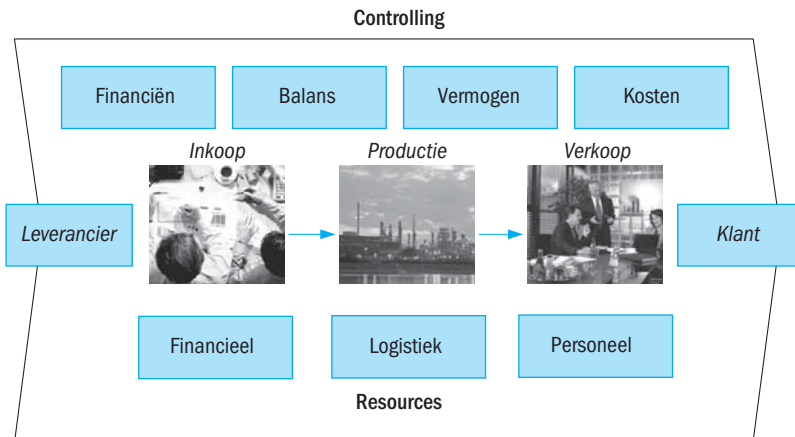 Controlling
Financiën
Balans
Vermogen
Kosten
Inkoop
Productie
Verkoop
Leverancier
Klant
Financieel
Logistiek
Personeel
Resources